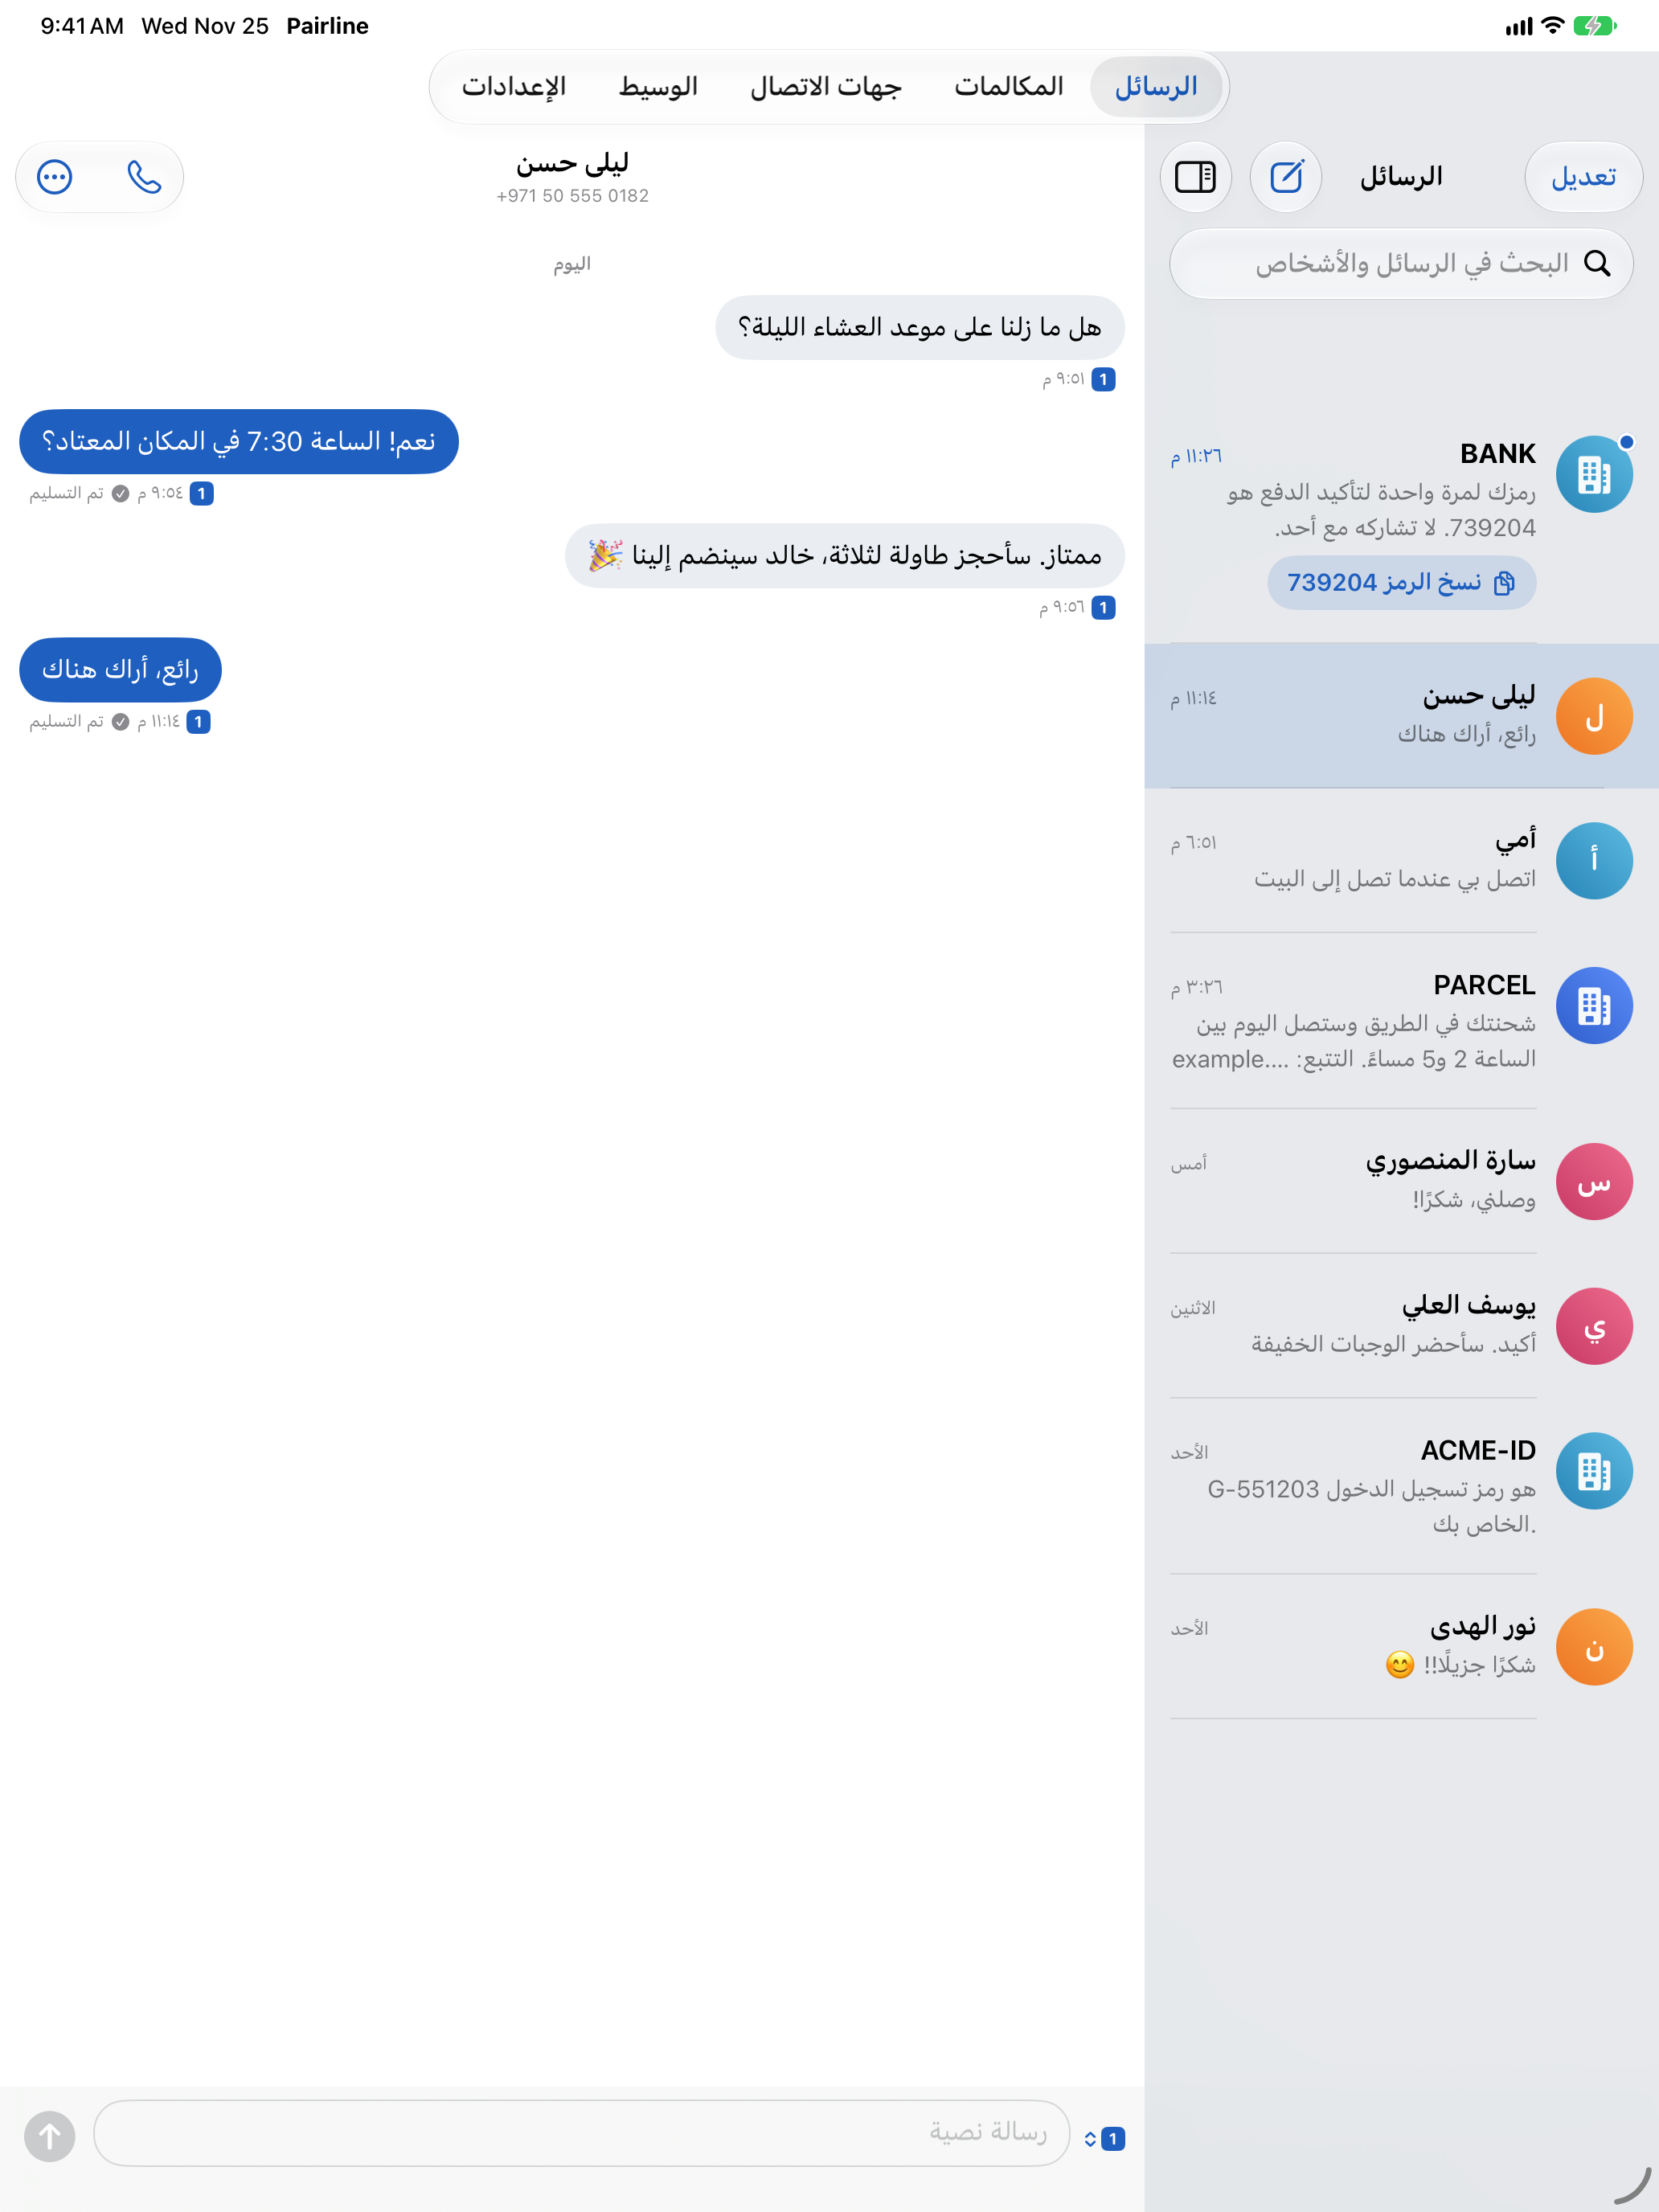 9:41 AM Wed Nov 25 Pairline
الرسائل المكالمات جهات الاتصال الوسيط الإعدادات
تعديل
الرسائل
البحث في الرسائل والأشخاص
BANK
١١:٢٦ م
رمزك لمرة واحدة لتأكيد الدفع هو
739204. لا تشاركه مع أحد.
نسخ الرمز 739204
ل
ليلى حسن
١١:١٤ م
رائع، أراك هناك
أ
أمي
٦:٥١ م
اتصل بي عندما تصل إلى البيت
PARCEL
٣:٢٦ م
شحنتك في الطريق وستصل اليوم بين
الساعة 2 و5 مساءً. التتبع: example....
س
سارة المنصوري
أمس
وصلني، شكرًا!
ي
يوسف العلي
الاثنين
أكيد. سأحضر الوجبات الخفيفة
ACME-ID
الأحد
G-551203 هو رمز تسجيل الدخول
الخاص بك.
ن
نور الهدى
الأحد
شكرًا جزيلًا!! 😊
ليلى حسن
+971 50 555 0182
اليوم
هل ما زلنا على موعد العشاء الليلة؟
1 ٩:٥١ م
نعم! الساعة 7:30 في المكان المعتاد؟
1 ٩:٥٤ م تم التسليم
ممتاز. سأحجز طاولة لثلاثة، خالد سينضم إلينا 🎉
1 ٩:٥٦ م
رائع، أراك هناك
1 ١١:١٤ م تم التسليم
1
رسالة نصية